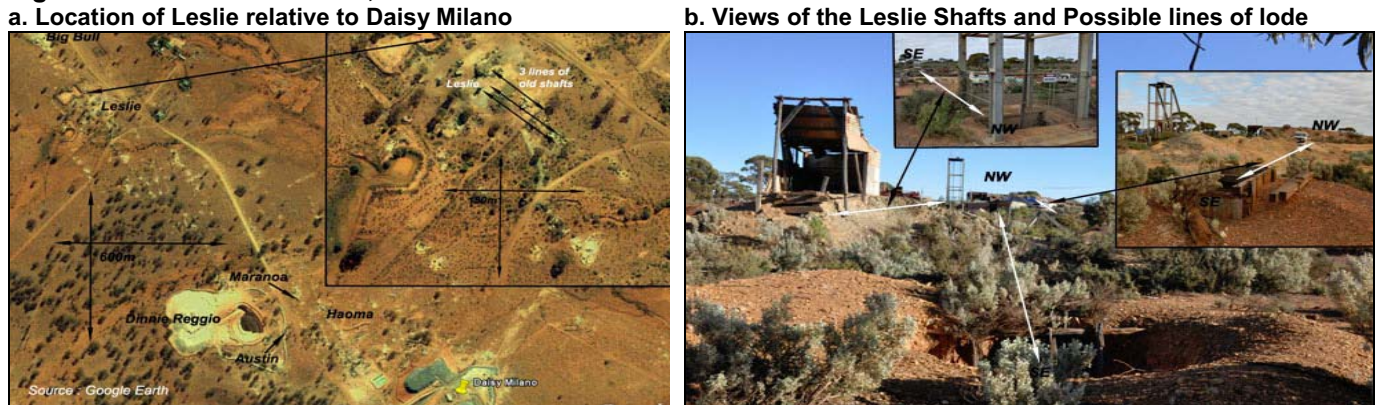 a. Location of Leslie relative to Daisy Milano
b. Views of the Leslie Shafts and Possible lines of lode
Big Bull
Leslie
Leslie
3 lines of
old shafts
600m
Maranoa
Dinnie Reggio
Haoma
Austin
Daisy Milano
Source : Google Earth
SE
NW
NW
SE
NW
SE